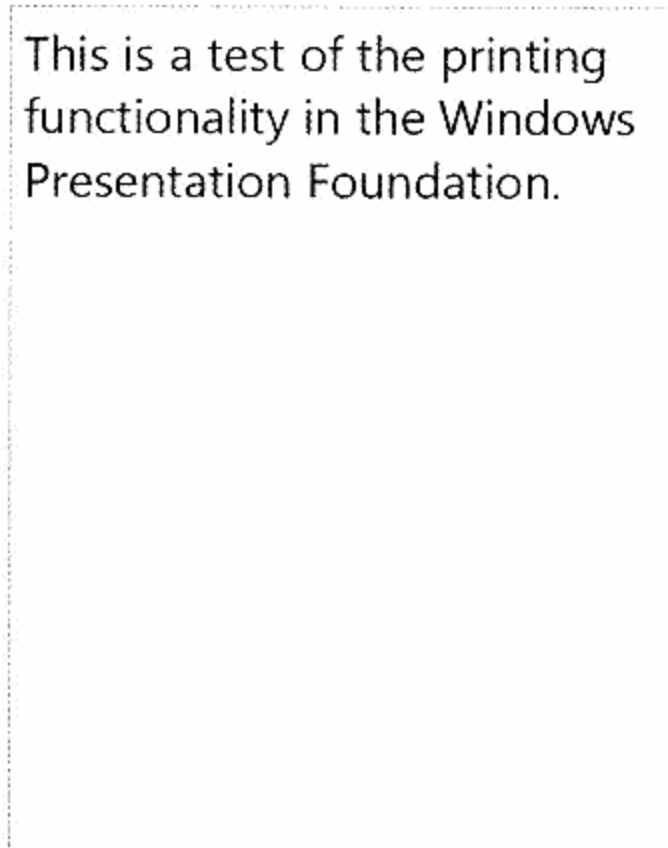 This is a test of the printing
functionality in the Windows
Presentation Foundation.